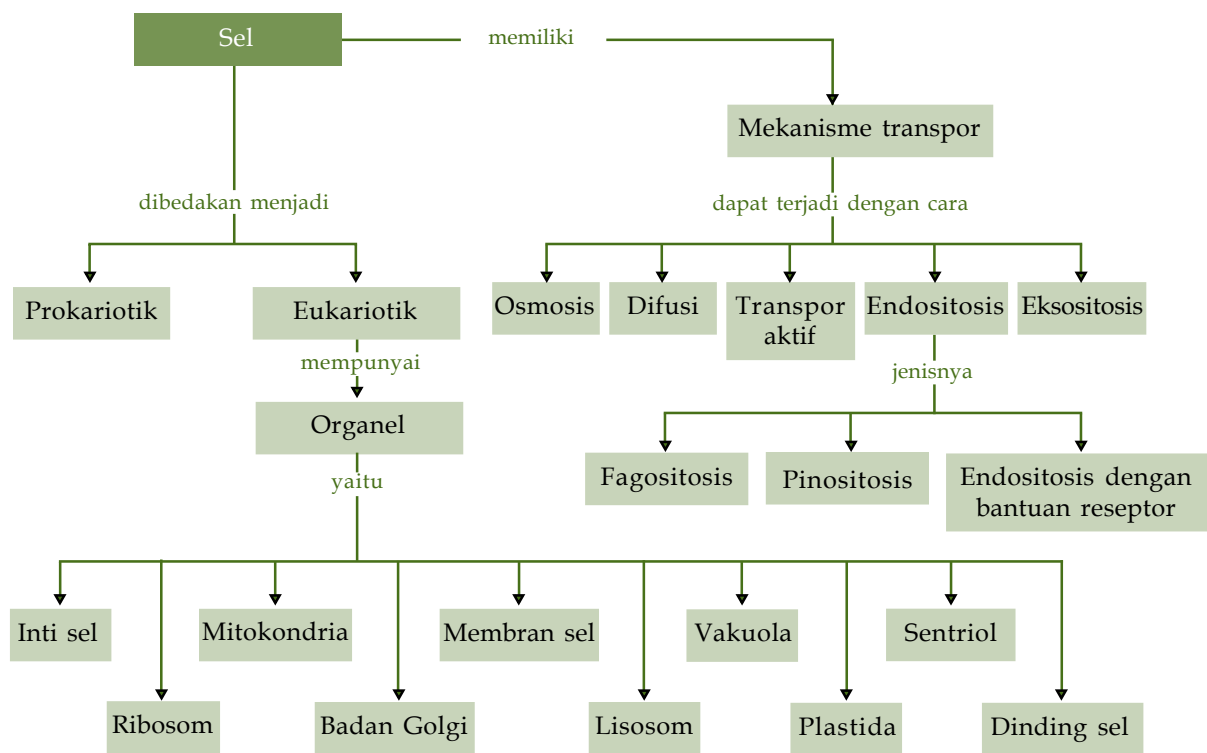 Sel
memiliki
Mekanisme transpor
dibedakan menjadi
dapat terjadi dengan cara
Prokariotik
Eukariotik
Osmosis
Difusi
Transpor
aktif
Endositosis
Eksositosis
mempunyai
jenisnya
Organel
Fagositosis
Pinositosis
Endositosis dengan
bantuan reseptor
yaitu
Inti sel
Mitokondria
Membran sel
Vakuola
Sentriol
Ribosom
Badan Golgi
Lisosom
Plastida
Dinding sel